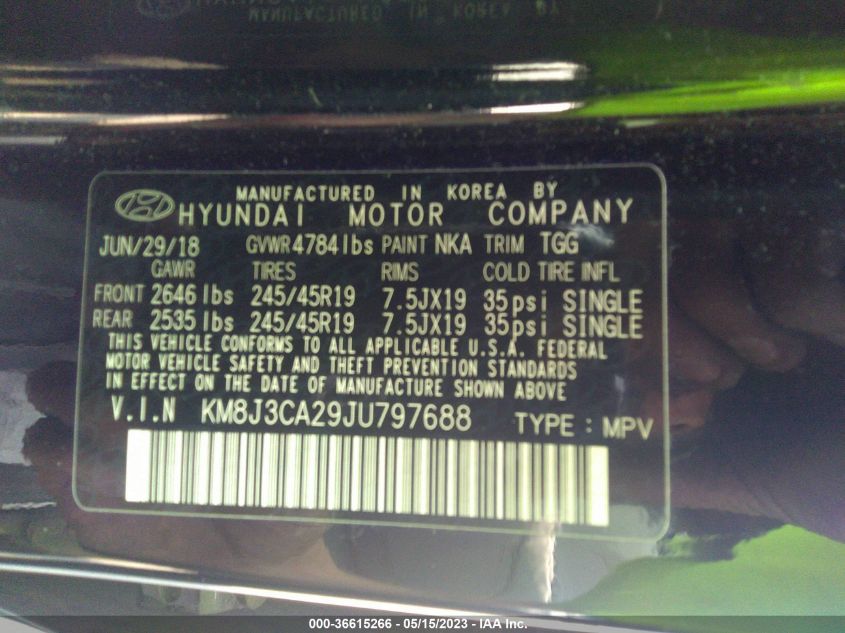 MANUFACTURED IN KOREA BY
HYUNDAI MOTOR COMPANY
JUN/29/18 GVWR 4784 lbs PAINT NKA TRIM TGG
GAWR TIRES RIMS COLD TIRE INFL
FRONT 2646 lbs 245/45R19 7.5JX19 35psi SINGLE
REAR 2535 lbs 245/45R19 7.5JX19 35psi SINGLE
THIS VEHICLE CONFORMS TO ALL APPLICABLE U.S.A. FEDERAL
MOTOR VEHICLE SAFETY AND THEFT PREVENTION STANDARDS
IN EFFECT ON THE DATE OF MANUFACTURE SHOWN ABOVE
V.I.N KM8J3CA29JU797688 TYPE : MPV
000-36615266 - 05/15/2023 - IAA Inc.